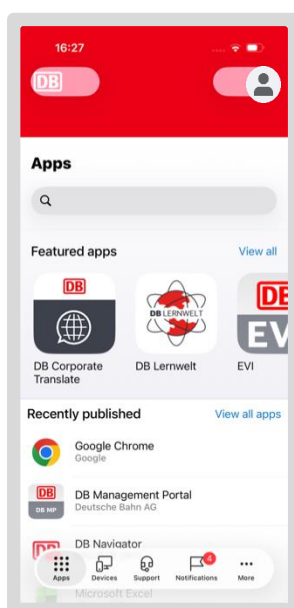 16:27
DB
Apps
Featured apps View all
DB
DB LERNWELT
DB
EV
DB Corporate
Translate
DB Lernwelt
EVI
Recently published View all apps
Google Chrome
Google
DB
DB MP
DB Management Portal
Deutsche Bahn AG
DB Navigator
4
Apps Devices Support Notifications More
Microsoft Excel